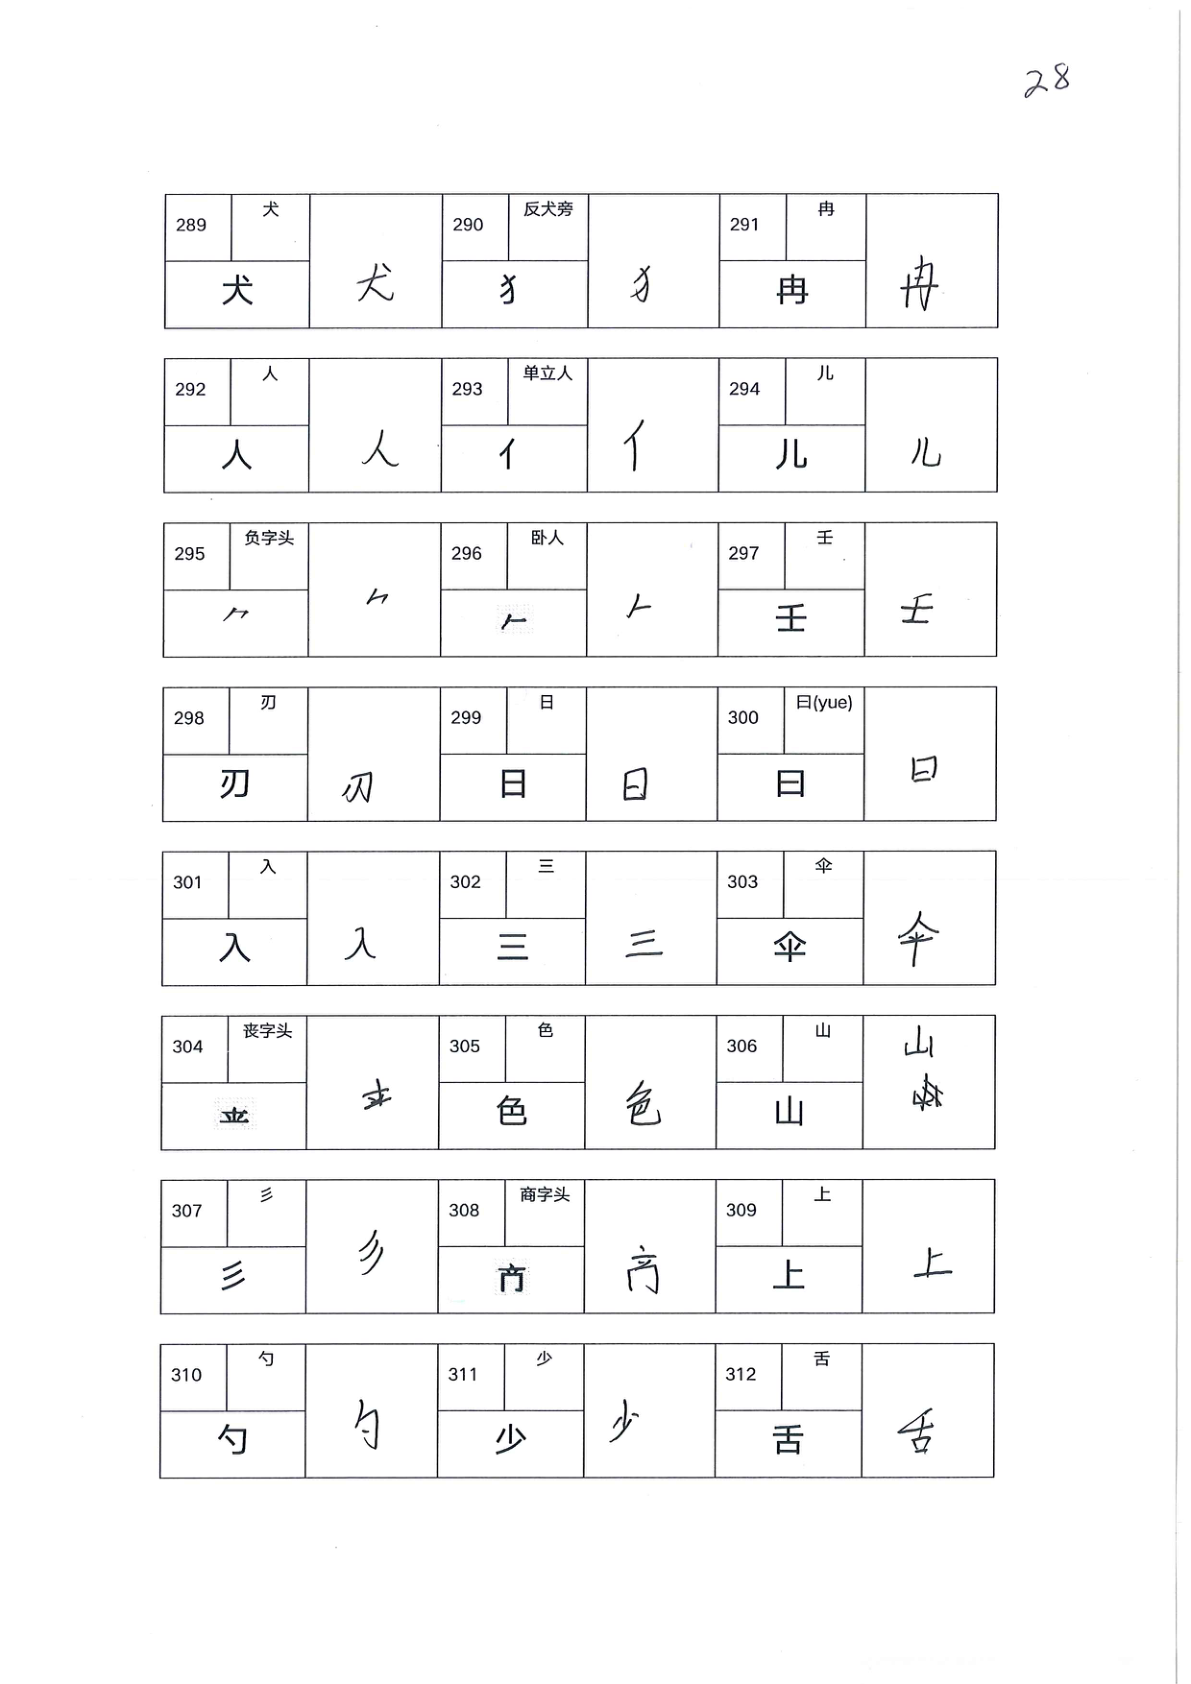 28
289 犬 290 反犬旁 291 冉
犬 犬 犭 犭 冉 冉
292 人 293 单立人 294 儿
人 人 亻 亻 儿 儿
295 负字头 296 卧人 297 壬
⺈ ⺈ 𠂉 𠂉 壬 壬
298 刃 299 日 300 曰(yue)
刃 刃 日 日 曰 曰
301 入 302 三 303 伞
入 入 三 三 伞 伞
304 丧字头 305 色 306 山
色 色 山 山
307 彡 308 商字头 309 上
彡 彡 上 上
310 勺 311 少 312 舌
勺 勺 少 少 舌 舌